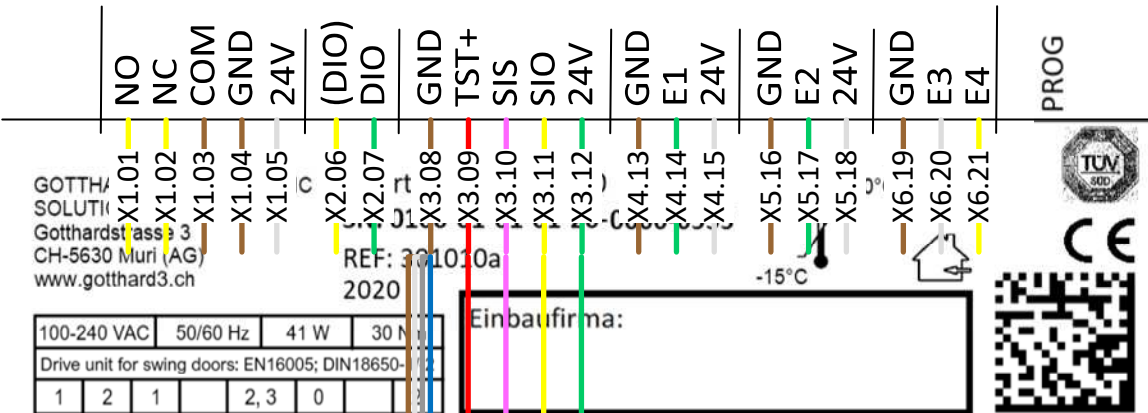 NO NC COM GND 24V (DIO) DIO GND TST+ SIS SIO 24V GND E1 24V GND E2 24V GND E3 E4 PROG
X1.01 X1.02 X1.03 X1.04 X1.05 X2.06 X2.07 X3.08 X3.09 X3.10 X3.11 X3.12 X4.13 X4.14 X4.15 X5.16 X5.17 X5.18 X6.19 X6.20 X6.21
TÜV
SÜD
Gotthardstrasse 3
CH-5630 Muri (AG)
REF:
CE
www.gotthard3.ch
2020
-15°C
Einbaufirma:
100-240 VAC 50/60 Hz 41 W 30
Drive unit for swing doors: EN16005; DIN18650-
1 2 1 2, 3 0